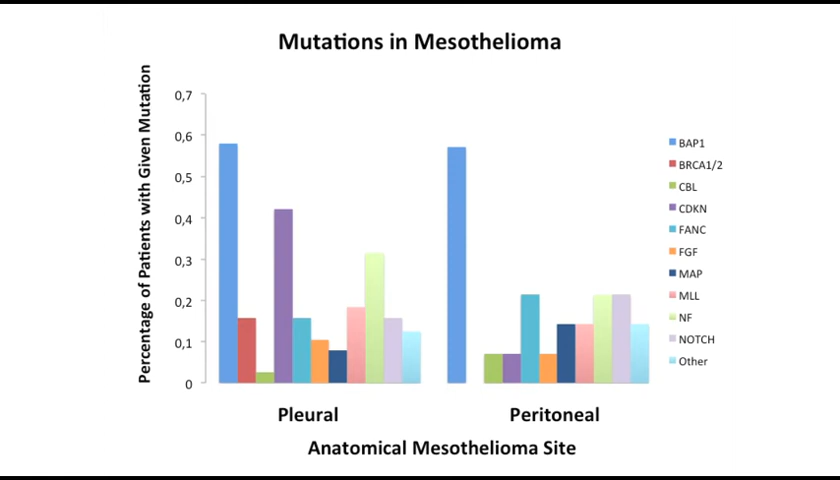 Mutations in Mesothelioma
Percentage of Patients with Given Mutation
0,7
0,6
0,5
0,4
0,3
0,2
0,1
0
BAP1
BRCA1/2
CBL
CDKN
FANC
FGF
MAP
MLL
NF
NOTCH
Other
Pleural
Peritoneal
Anatomical Mesothelioma Site